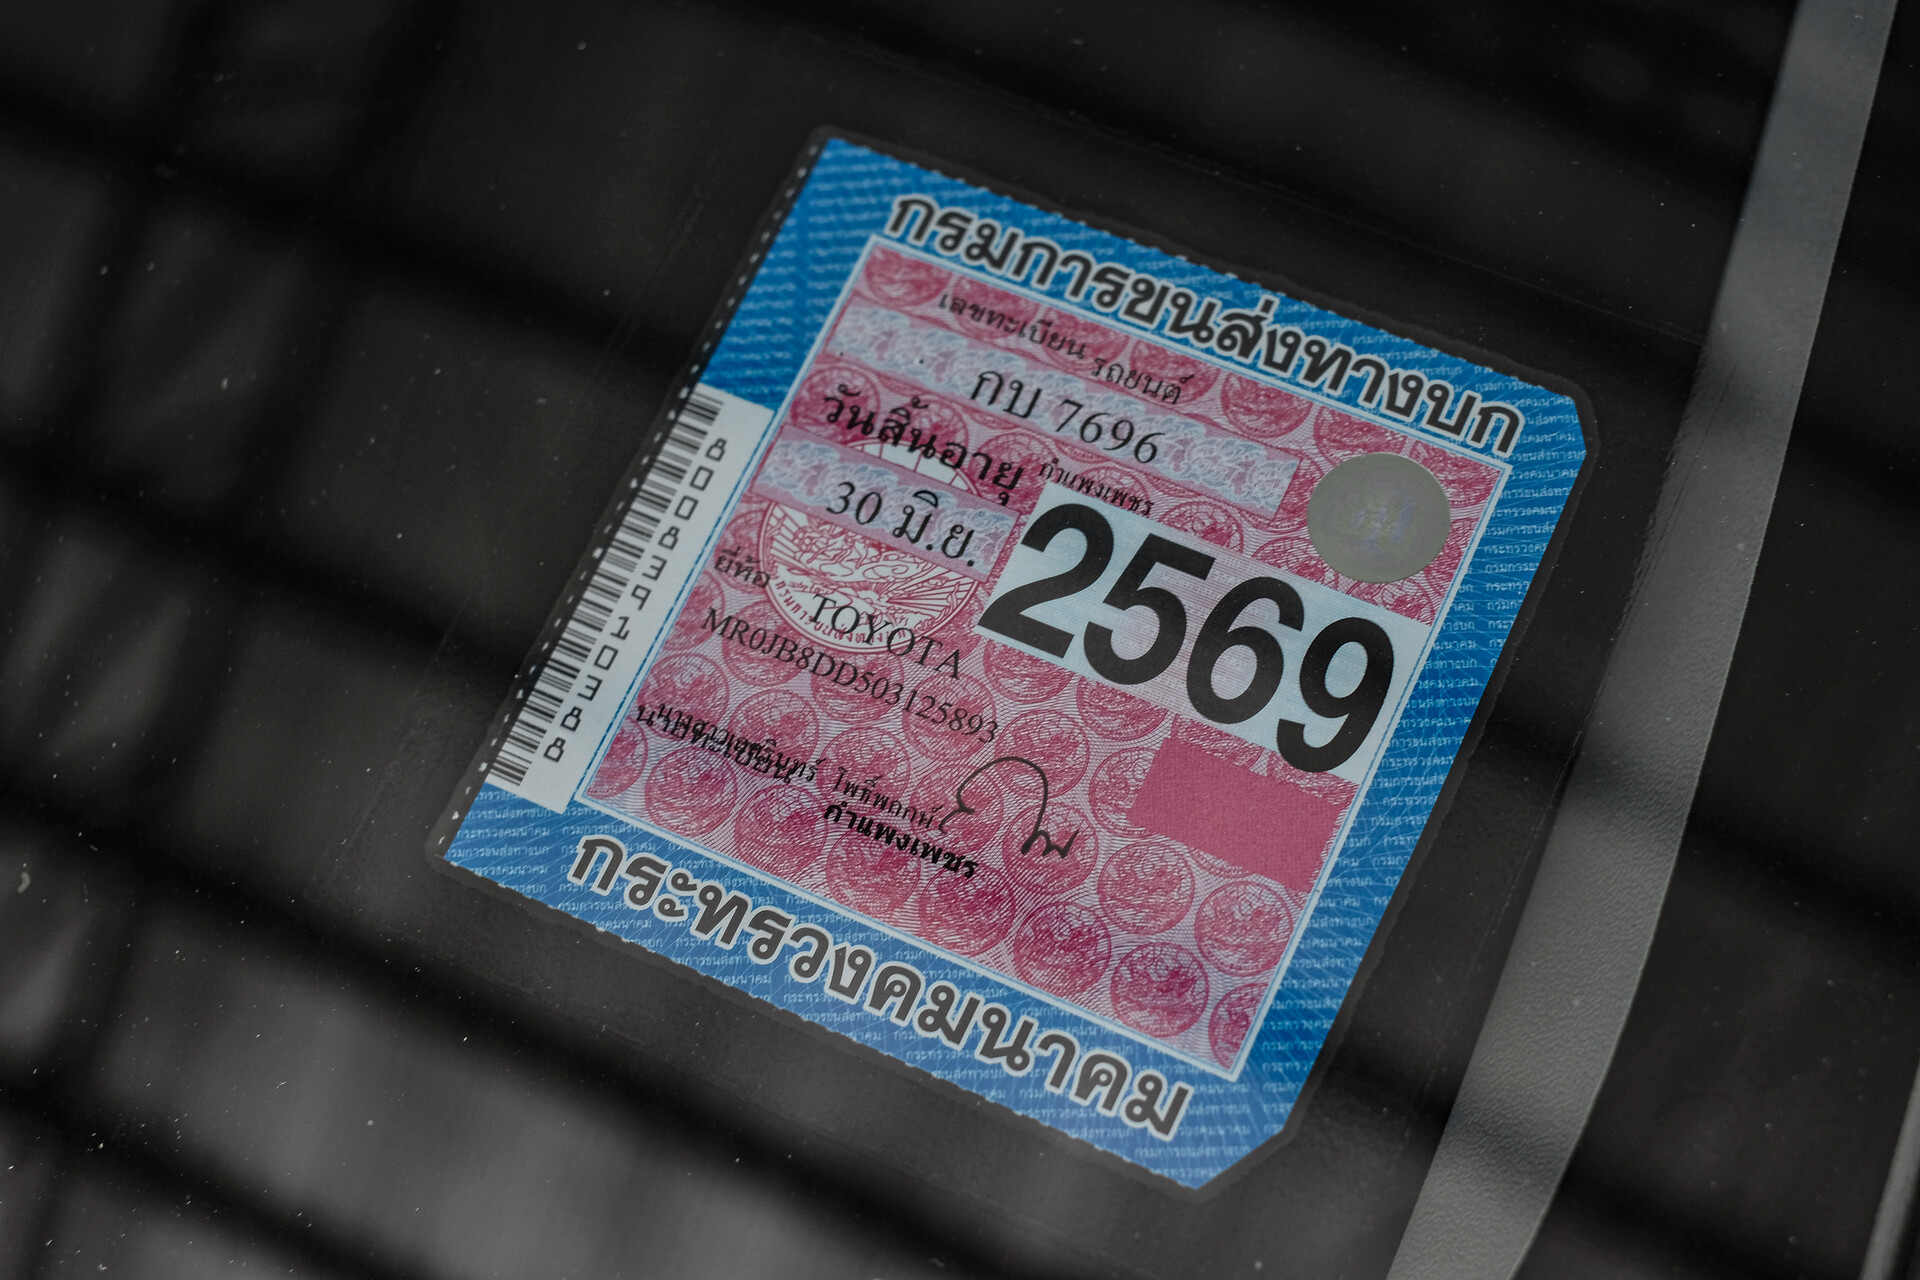 กรมการขนส่งทางบก
เลขทะเบียน รถยนต์
กบ 7696
กำแพงเพชร
วันสิ้นอายุ
30 มิ.ย.
2569
ยี่ห้อ
TOYOTA
MR0JB8DD503125893
นายทะเบียน
กำแพงเพชร
กระทรวงคมนาคม